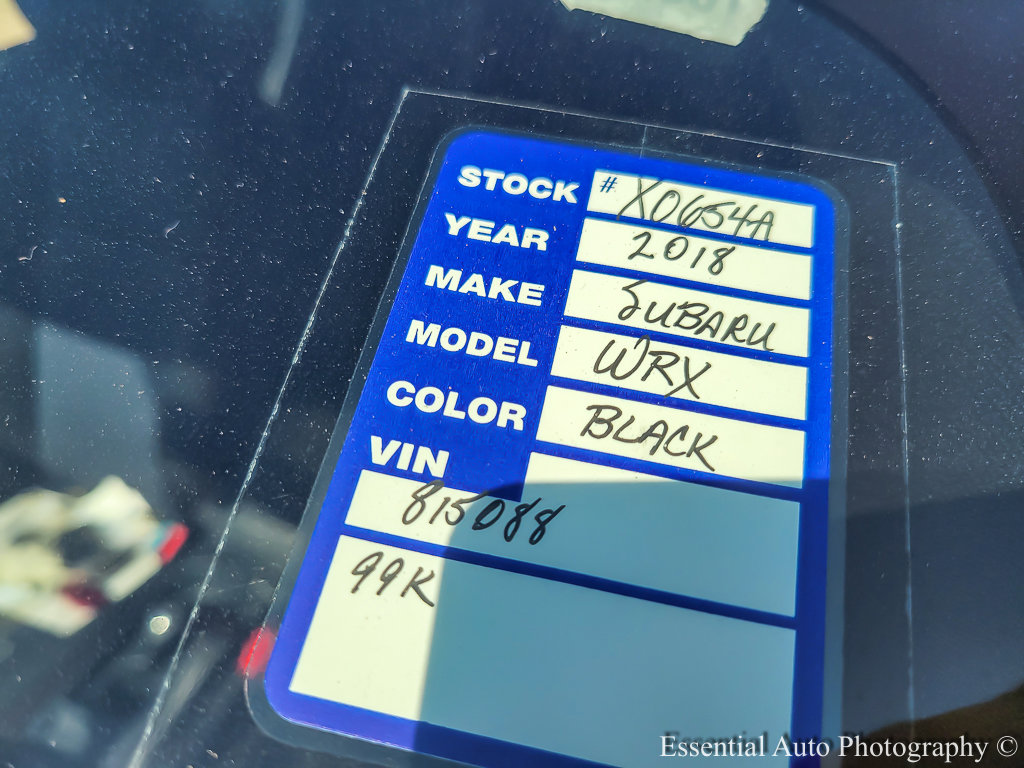 STOCK # X0654A
YEAR 2018
MAKE SUBARU
MODEL WRX
COLOR BLACK
VIN
815088
99K
Essential Auto Photography ©